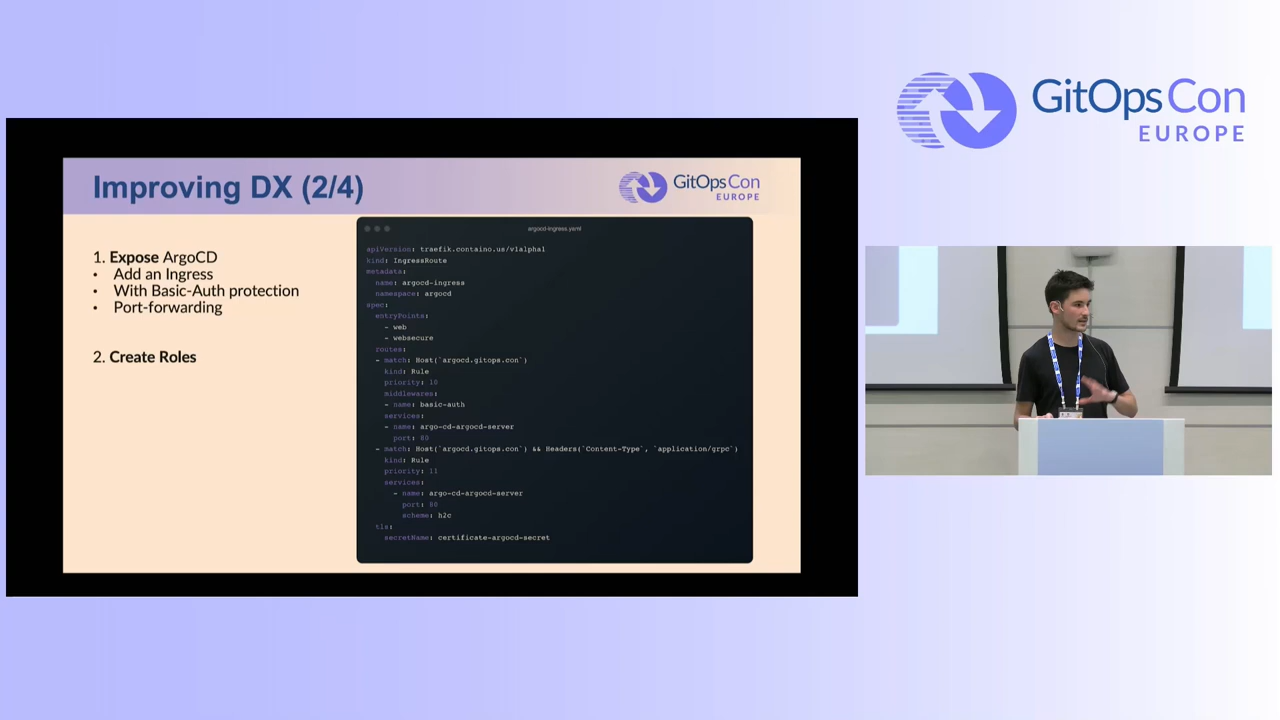 GitOpsCon
EUROPE
Improving DX (2/4)
GitOpsCon
EUROPE
1. Expose ArgoCD
• Add an Ingress
• With Basic-Auth protection
• Port-forwarding
2. Create Roles
argocd-ingress.yaml
apiVersion: traefik.containo.us/v1alpha1
kind: IngressRoute
metadata:
  name: argocd-ingress
  namespace: argocd
spec:
  entryPoints:
    - web
    - websecure
  routes:
  - match: Host(`argocd.gitops.con`)
    kind: Rule
    priority: 10
    middlewares:
    - name: basic-auth
    services:
    - name: argo-cd-argocd-server
      port: 80
  - match: Host(`argocd.gitops.con`) && Headers(`Content-Type`, `application/grpc`)
    kind: Rule
    priority: 11
    services:
      - name: argo-cd-argocd-server
        port: 80
        scheme: h2c
  tls:
    secretName: certificate-argocd-secret